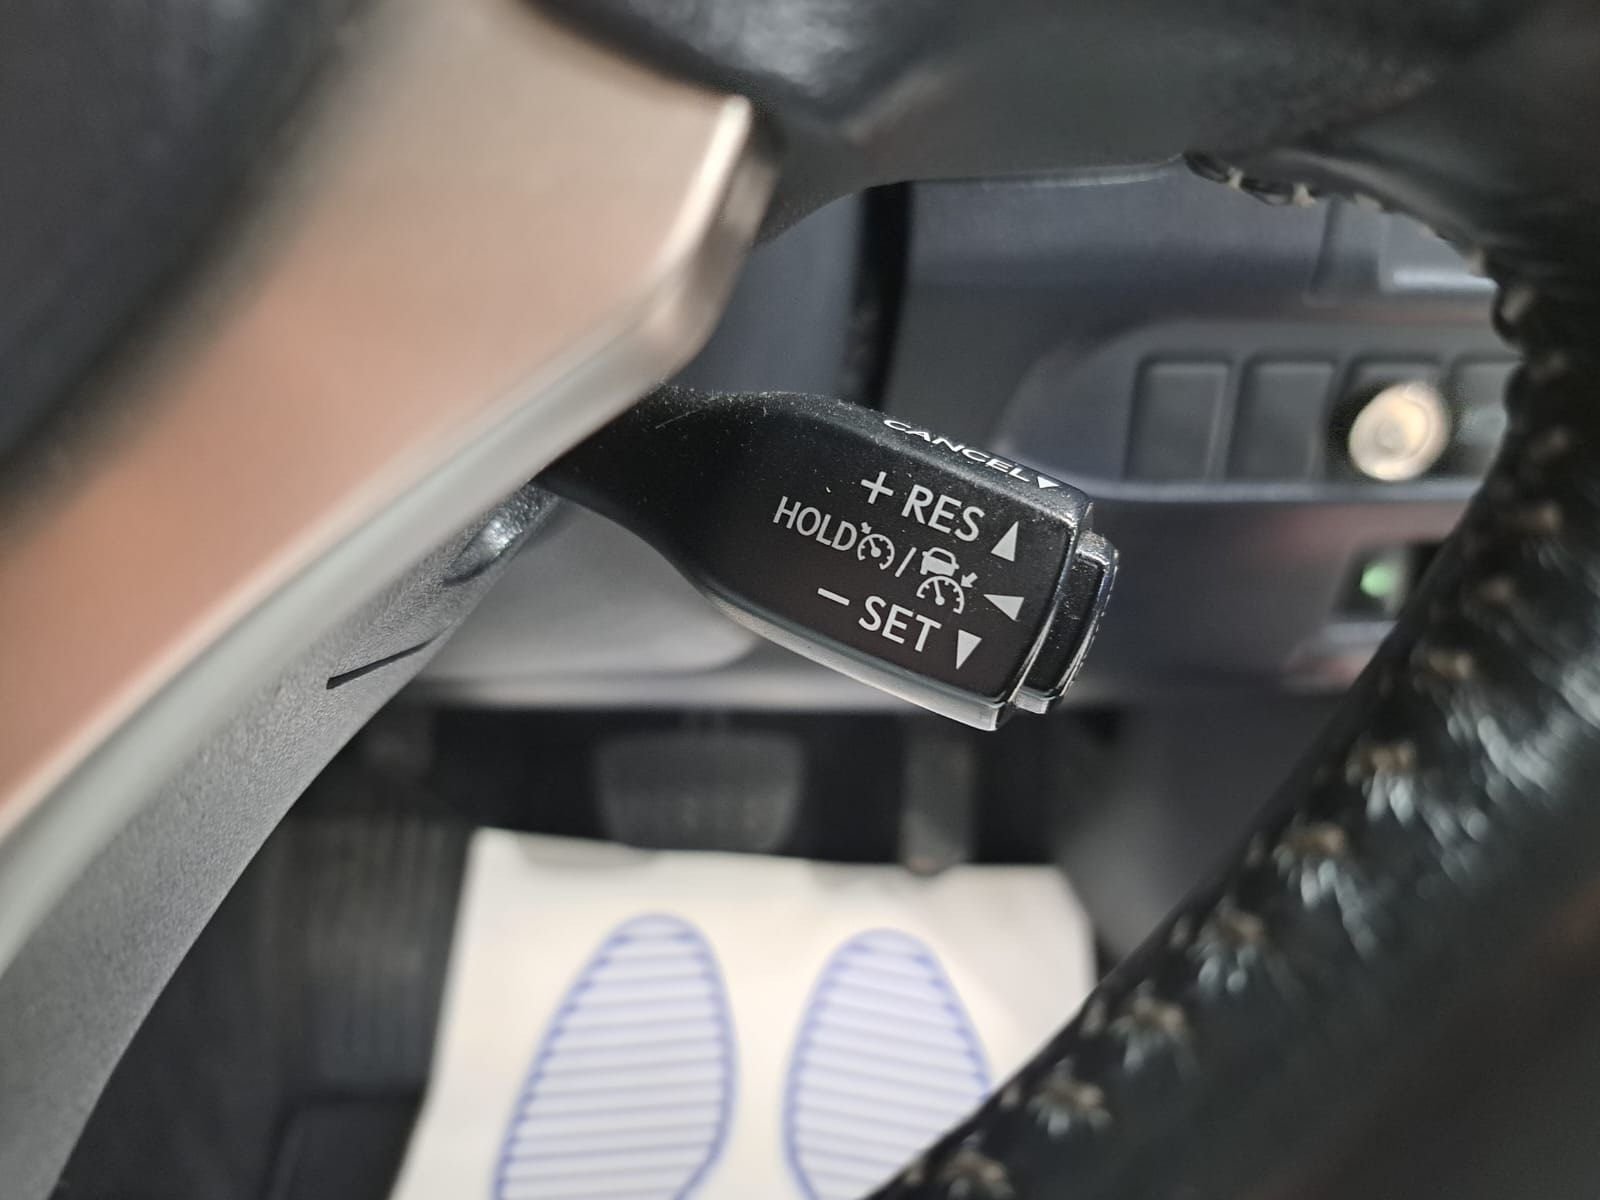 CANCEL▼
+ RES ▲
HOLD / ◀
− SET ▼